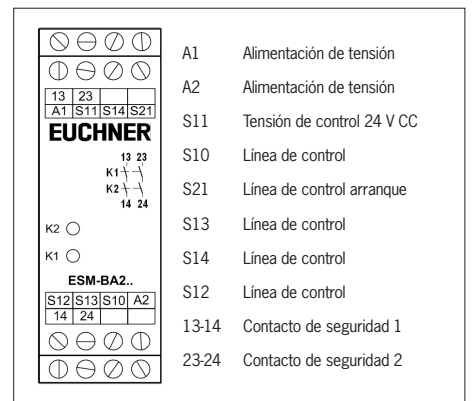 13 23
A1 S11 S14 S21
EUCHNER
13 23
K1
K2
14 24
K2
K1
ESM-BA2..
S12 S13 S10 A2
14 24
A1 Alimentación de tensión
A2 Alimentación de tensión
S11 Tensión de control 24 V CC
S10 Línea de control
S21 Línea de control arranque
S13 Línea de control
S14 Línea de control
S12 Línea de control
13-14 Contacto de seguridad 1
23-24 Contacto de seguridad 2